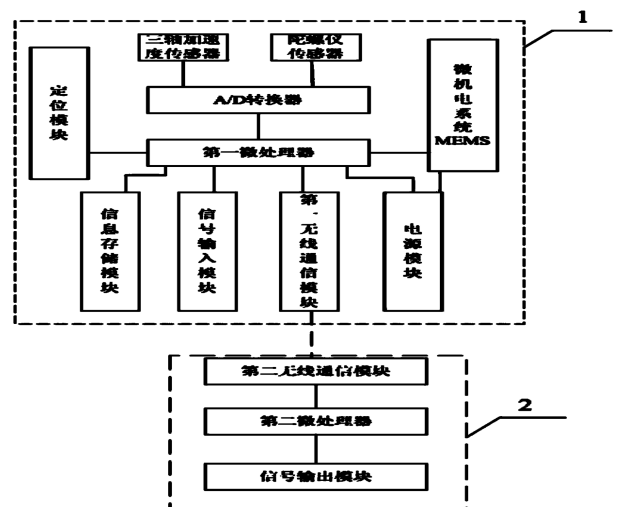 1
三轴加速
度传感器
陀螺仪
传感器
定位模块
A/D转换器
微机电系统
MEMS
第一微处理器
信息存储模块
信号输入模块
第一无线通信模块
电源模块
第二无线通信模块
2
第二微处理器
信号输出模块